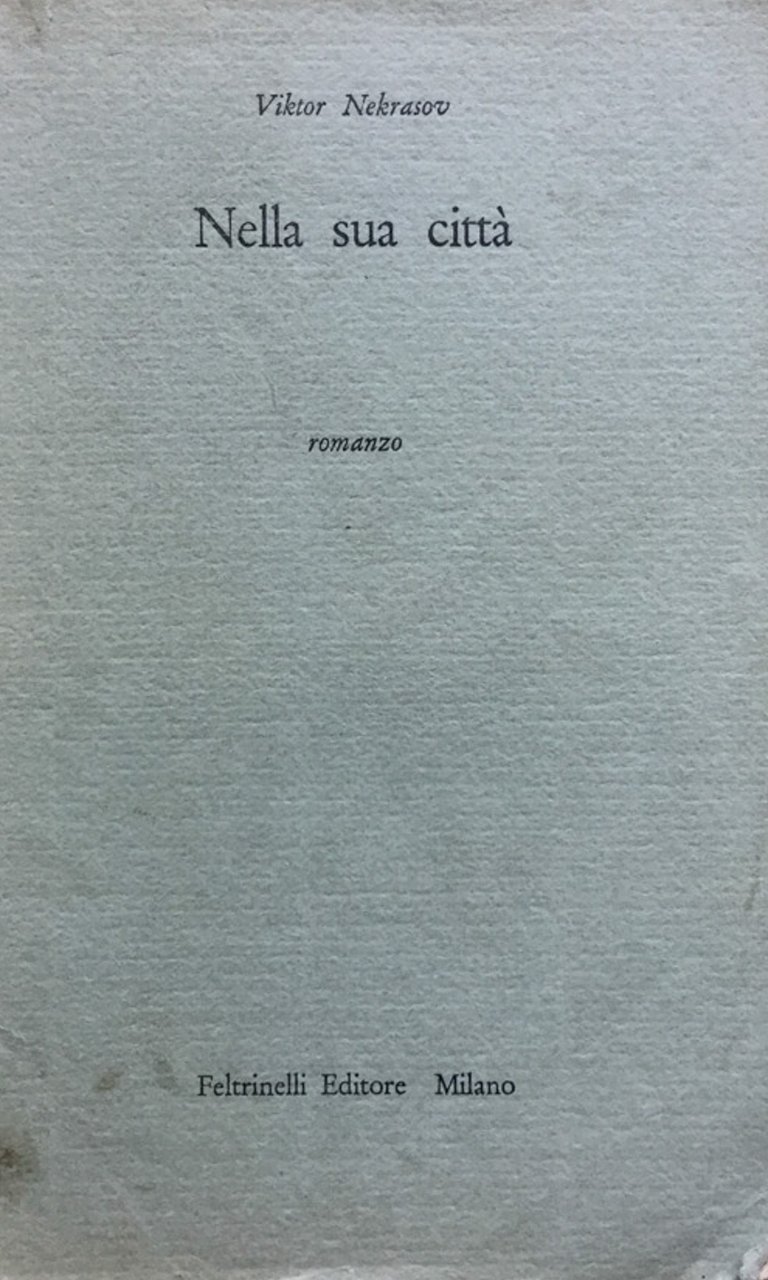 Viktor Nekrasov
Nella sua città
romanzo
Feltrinelli Editore Milano